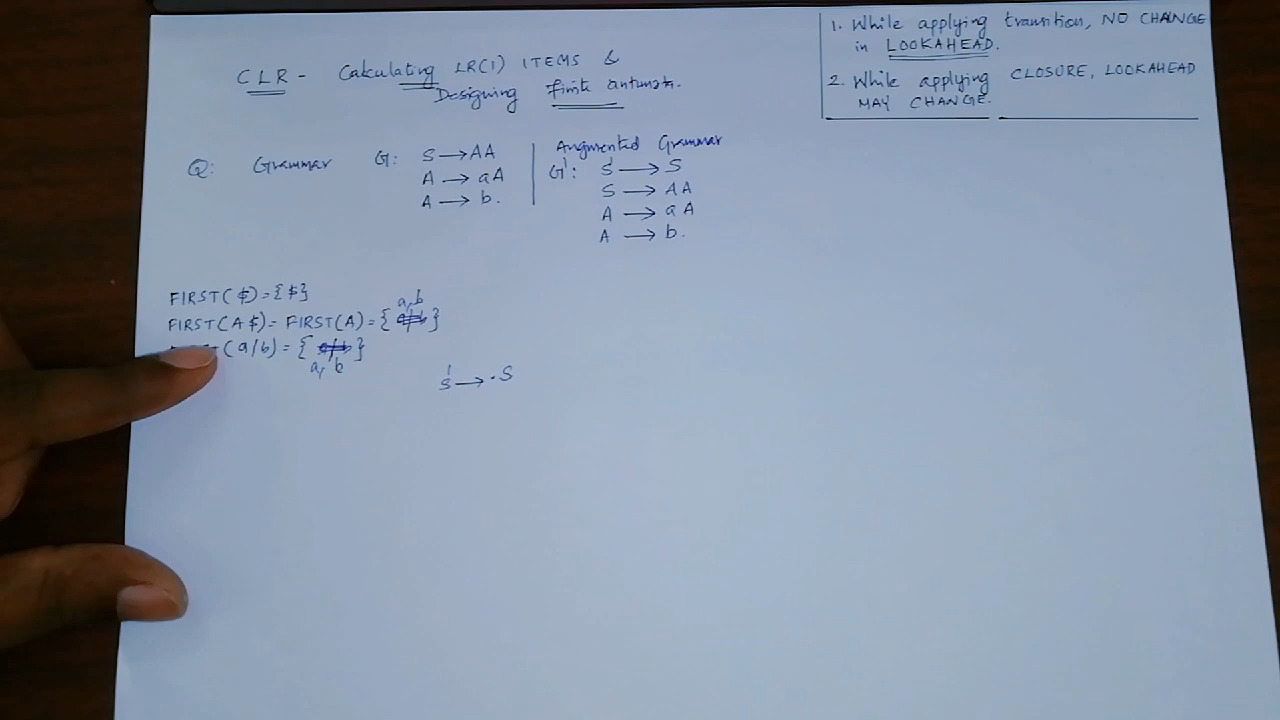 CLR - Calculating LR(1) ITEMS &
Designing finite automata.
1. While applying transition, NO CHANGE
in LOOKAHEAD.
2. While applying CLOSURE, LOOKAHEAD
MAY CHANGE.
Q: Grammar G: S → AA
A → aA
A → b.
Augmented Grammar
G': S' → S
S → AA
A → aA
A → b.
FIRST($) = {$}
FIRST(A$) = FIRST(A) = { a, b }
(a/b) = { a, b }
S' → .S